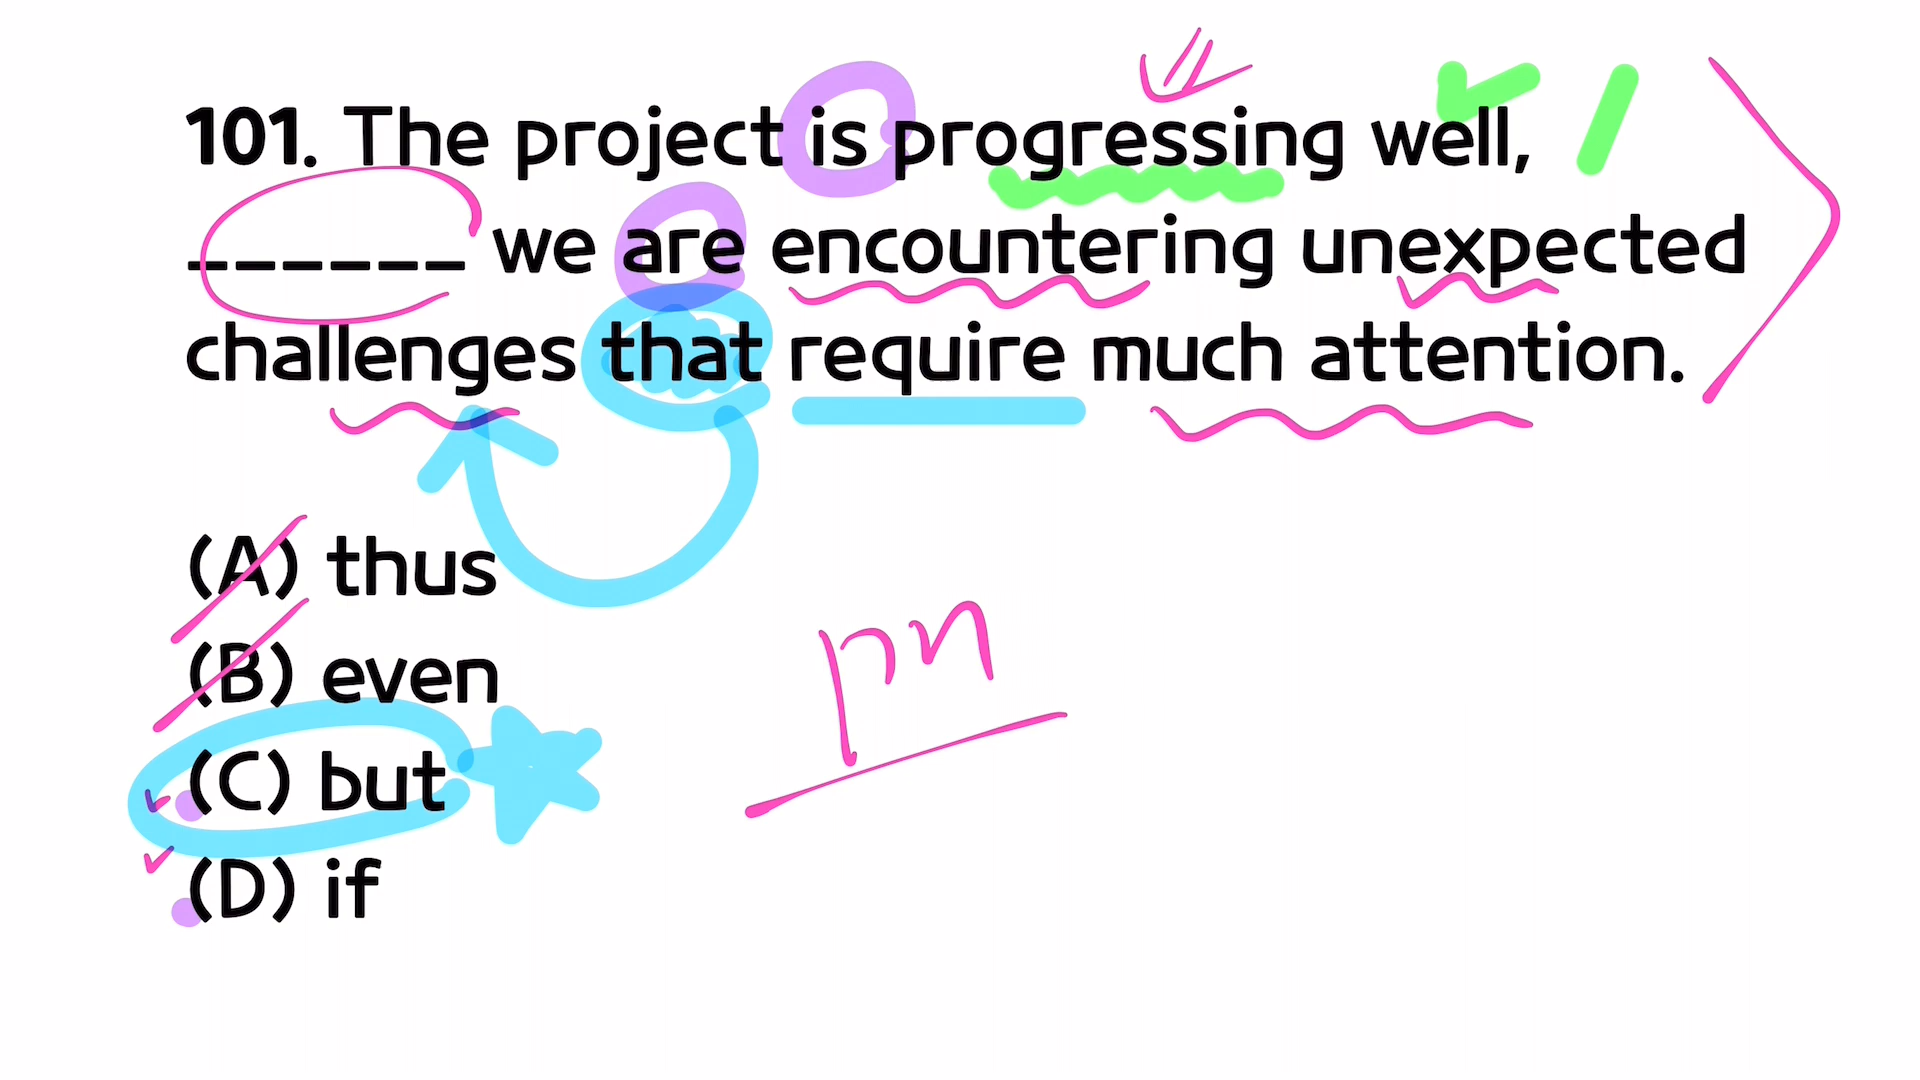 101. The project is progressing well,
______ we are encountering unexpected
challenges that require much attention.
(A) thus
(B) even
(C) but
(D) if